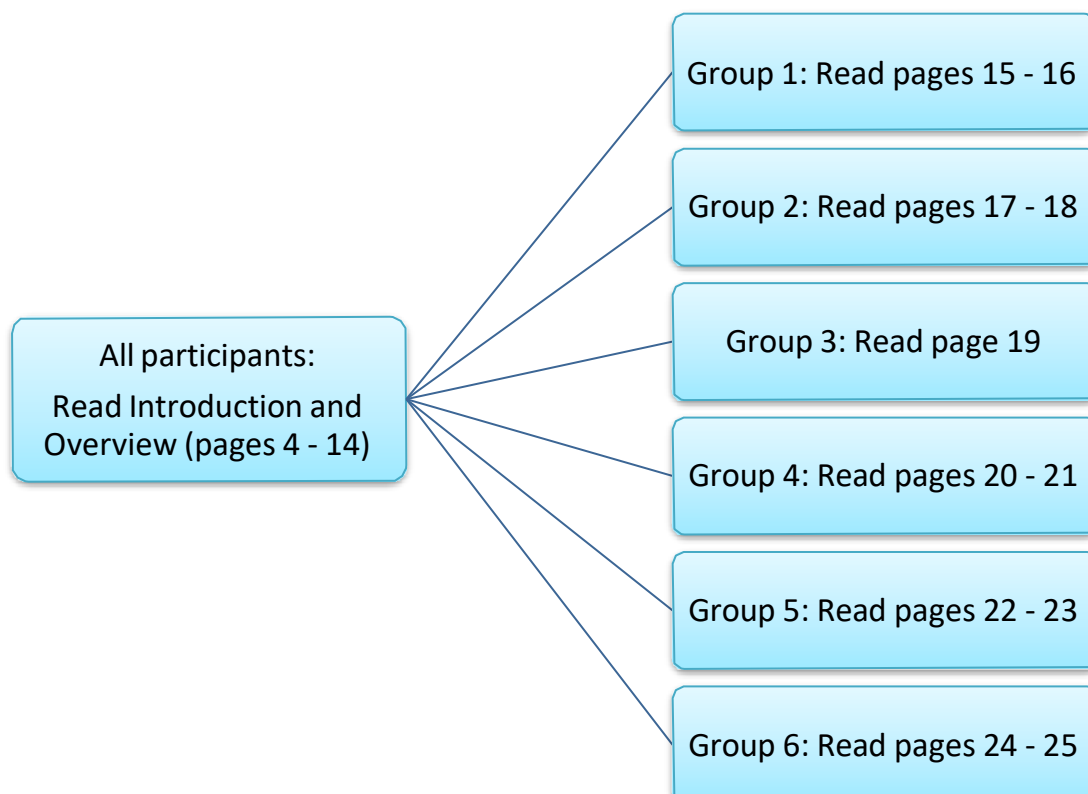 All participants:
Read Introduction and
Overview (pages 4 - 14)
Group 1: Read pages 15 - 16
Group 2: Read pages 17 - 18
Group 3: Read page 19
Group 4: Read pages 20 - 21
Group 5: Read pages 22 - 23
Group 6: Read pages 24 - 25